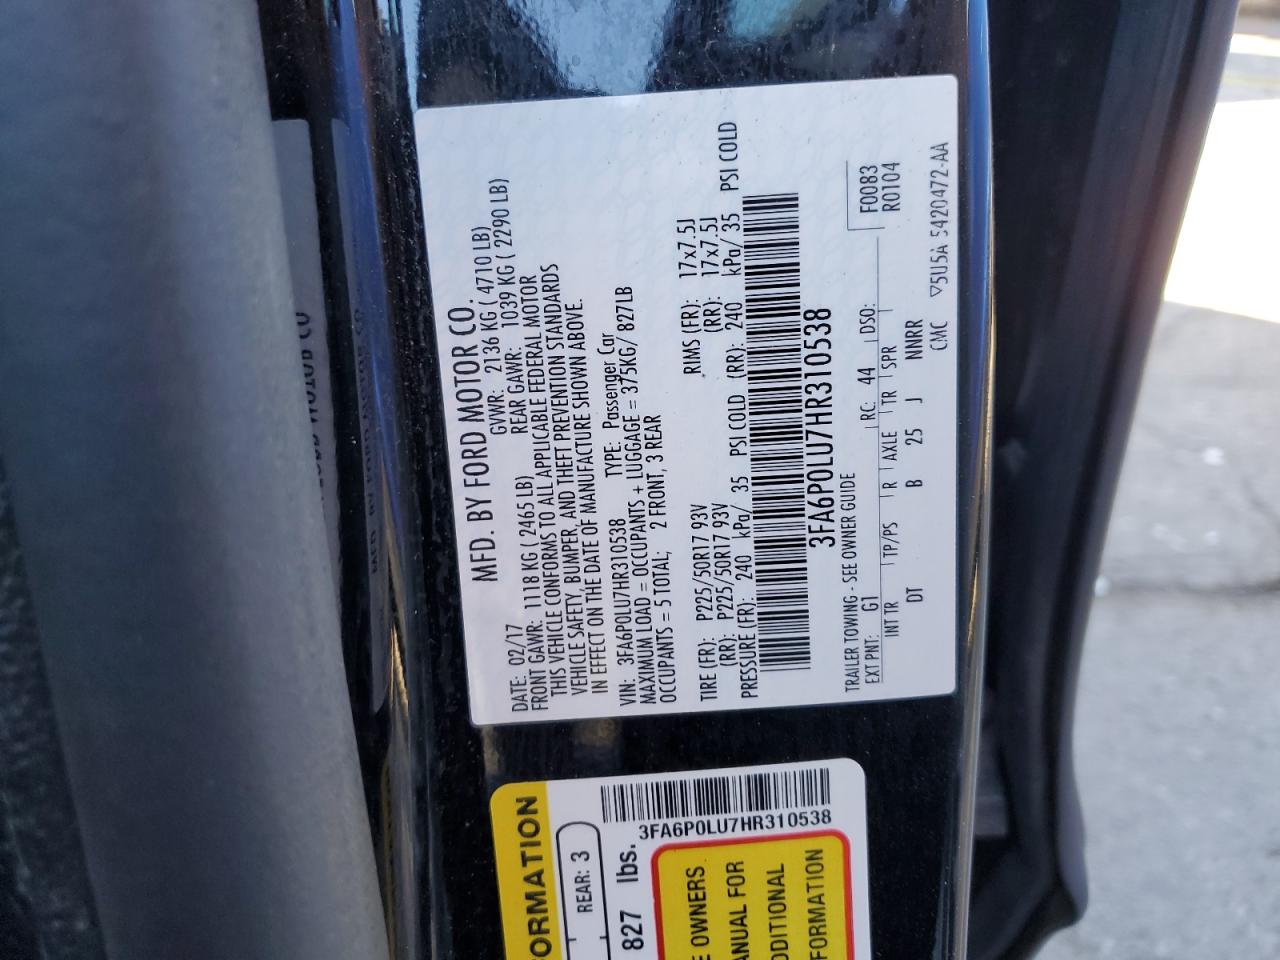 MFD. BY FORD MOTOR CO.
DATE: 02/17 GVWR: 2136 KG ( 4710 LB)
FRONT GAWR: 1118 KG ( 2465 LB) REAR GAWR: 1039 KG ( 2290 LB)
THIS VEHICLE CONFORMS TO ALL APPLICABLE FEDERAL MOTOR
VEHICLE SAFETY, BUMPER, AND THEFT PREVENTION STANDARDS
IN EFFECT ON THE DATE OF MANUFACTURE SHOWN ABOVE.
VIN: 3FA6P0LU7HR310538 TYPE: Passenger Car
MAXIMUM LOAD = OCCUPANTS + LUGGAGE = 375KG/ 827LB
OCCUPANTS = 5 TOTAL, 2 FRONT, 3 REAR
TIRE (FR): P225/50R17 93V RIMS (FR): 17x7.5J
(RR): P225/50R17 93V (RR): 17x7.5J
PRESSURE (FR): 240 kPa/ 35 PSI COLD (RR): 240 kPa/ 35 PSI COLD
3FA6P0LU7HR310538
TRAILER TOWING - SEE OWNER GUIDE
EXT PNT: G1 RC: 44 DSO:
F0083
R0104
INT TR TP/PS R AXLE TR SPR
DT B 25 J NNRR
CMC ▽5U5A 5420472-AA
ORMATION
REAR: 3
827 lbs.
3FA6P0LU7HR310538
E OWNERS
ANUAL FOR
DDITIONAL
FORMATION